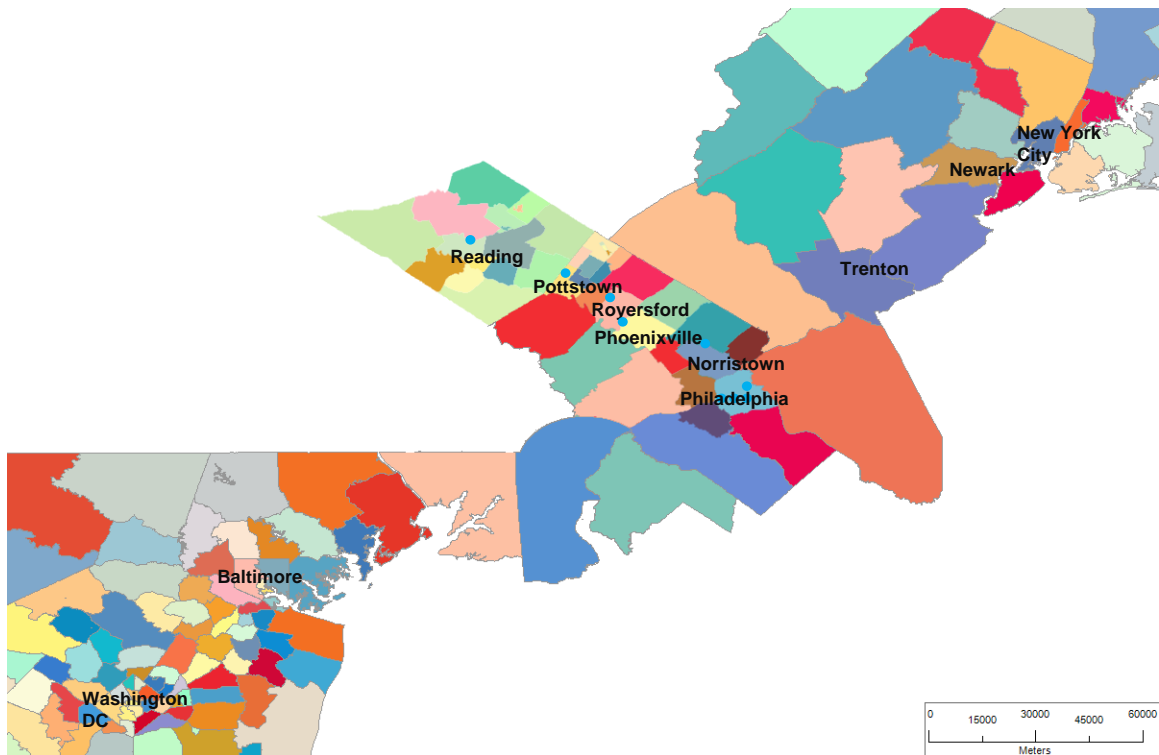 New York
City
Newark
Reading
Trenton
Pottstown
Royersford
Phoenixville
Norristown
Philadelphia
Baltimore
Washington
DC
0 15000 30000 45000 60000
Meters